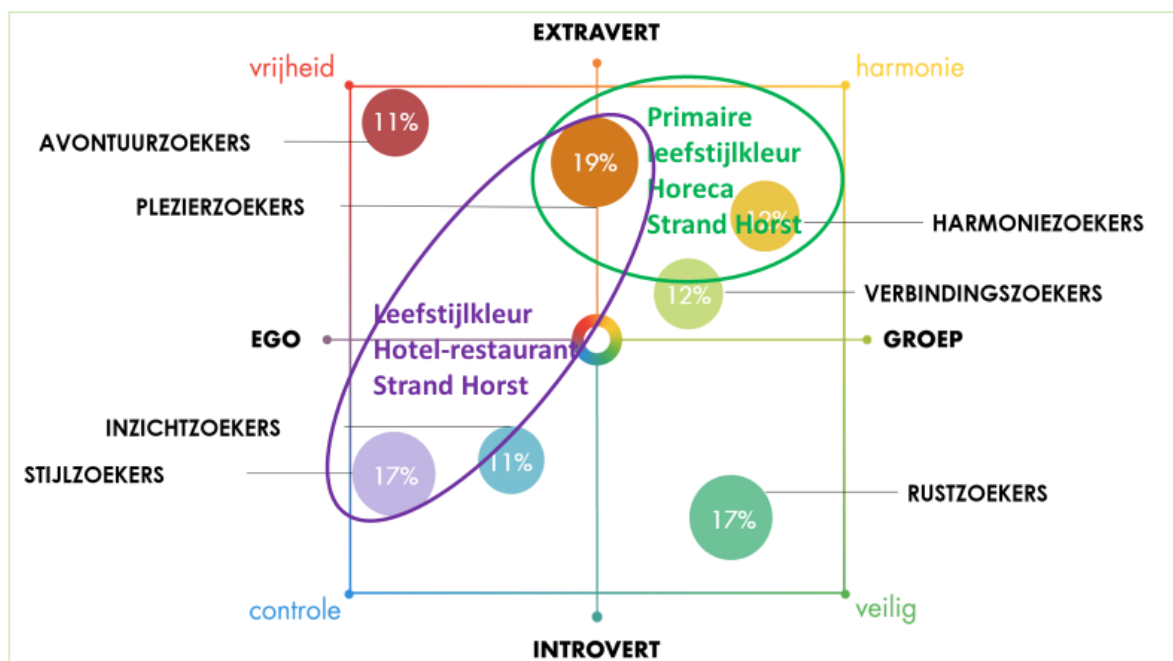 EXTRAVERT
vrijheid
harmonie
11%
AVONTUURZOEKERS
Primaire
leefstijlkleur
Horeca
Strand Horst
19%
PLEZIERZOEKERS
HARMONIEZOEKERS
12%
VERBINDINGSZOEKERS
Leefstijlkleur
Hotel-restaurant
Strand Horst
EGO
GROEP
INZICHTZOEKERS
11%
STIJLZOEKERS
17%
RUSTZOEKERS
17%
controle
veilig
INTROVERT